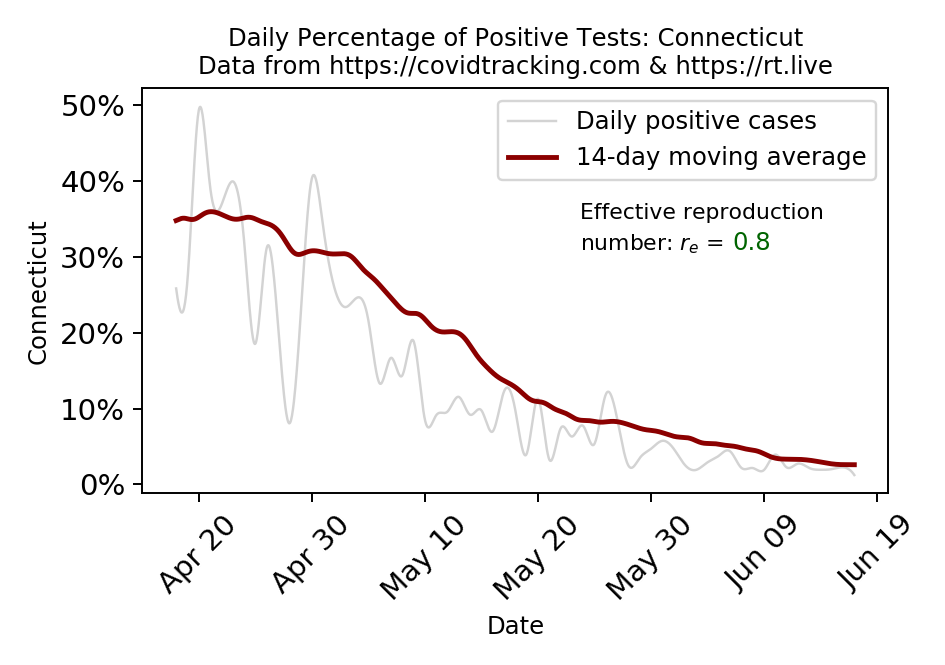 Daily Percentage of Positive Tests: Connecticut
Data from https://covidtracking.com & https://rt.live
50%
40%
30%
20%
10%
0%
Connecticut
Daily positive cases
14-day moving average
Effective reproduction
number: re = 0.8
Apr 20
Apr 30
May 10
May 20
May 30
Jun 09
Jun 19
Date